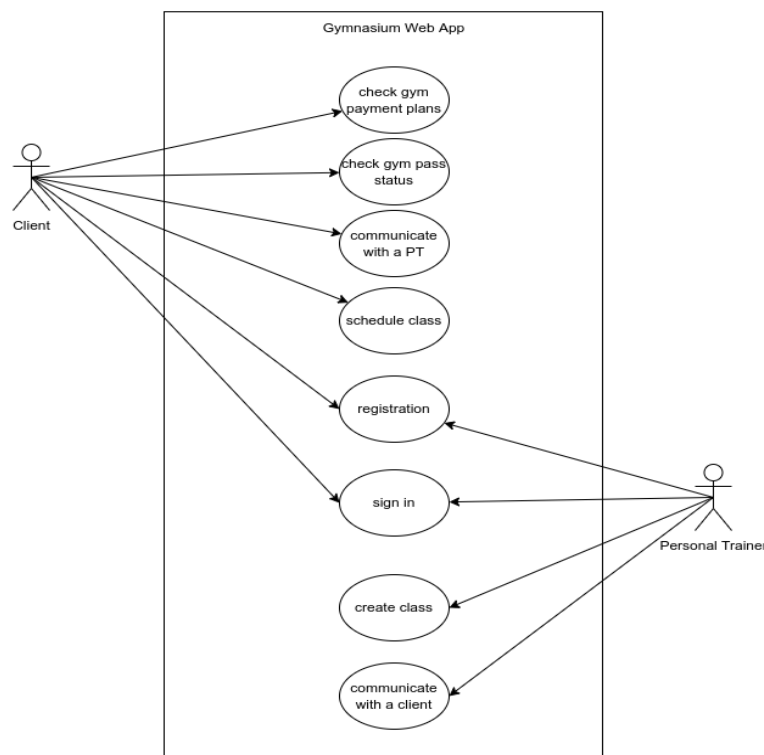 Gymnasium Web App
check gym
payment plans
check gym pass
status
Client
communicate
with a PT
schedule class
registration
sign in
Personal Trainer
create class
communicate
with a client